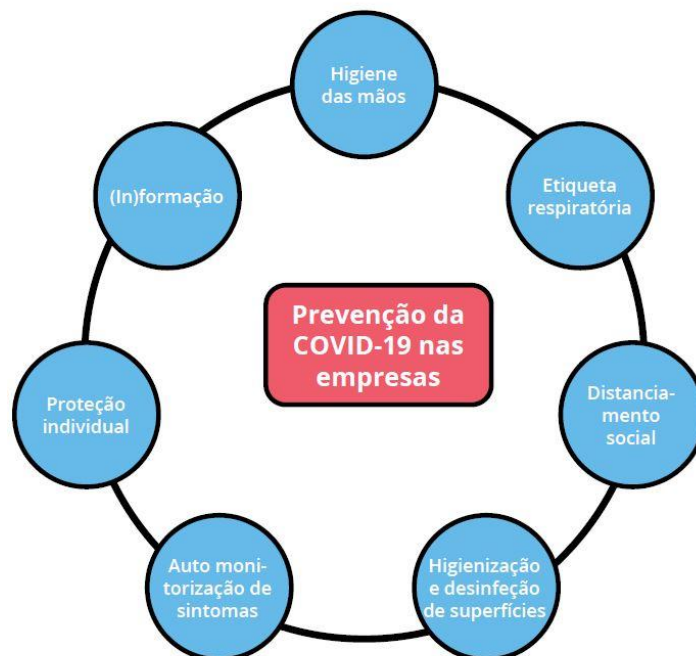 Higiene
das mãos
Etiqueta
respiratória
Distancia-
mento
social
Higienização
e desinfeção
de superfícies
Auto moni-
torização de
sintomas
Proteção
individual
(In)formação
Prevenção da
COVID-19 nas
empresas